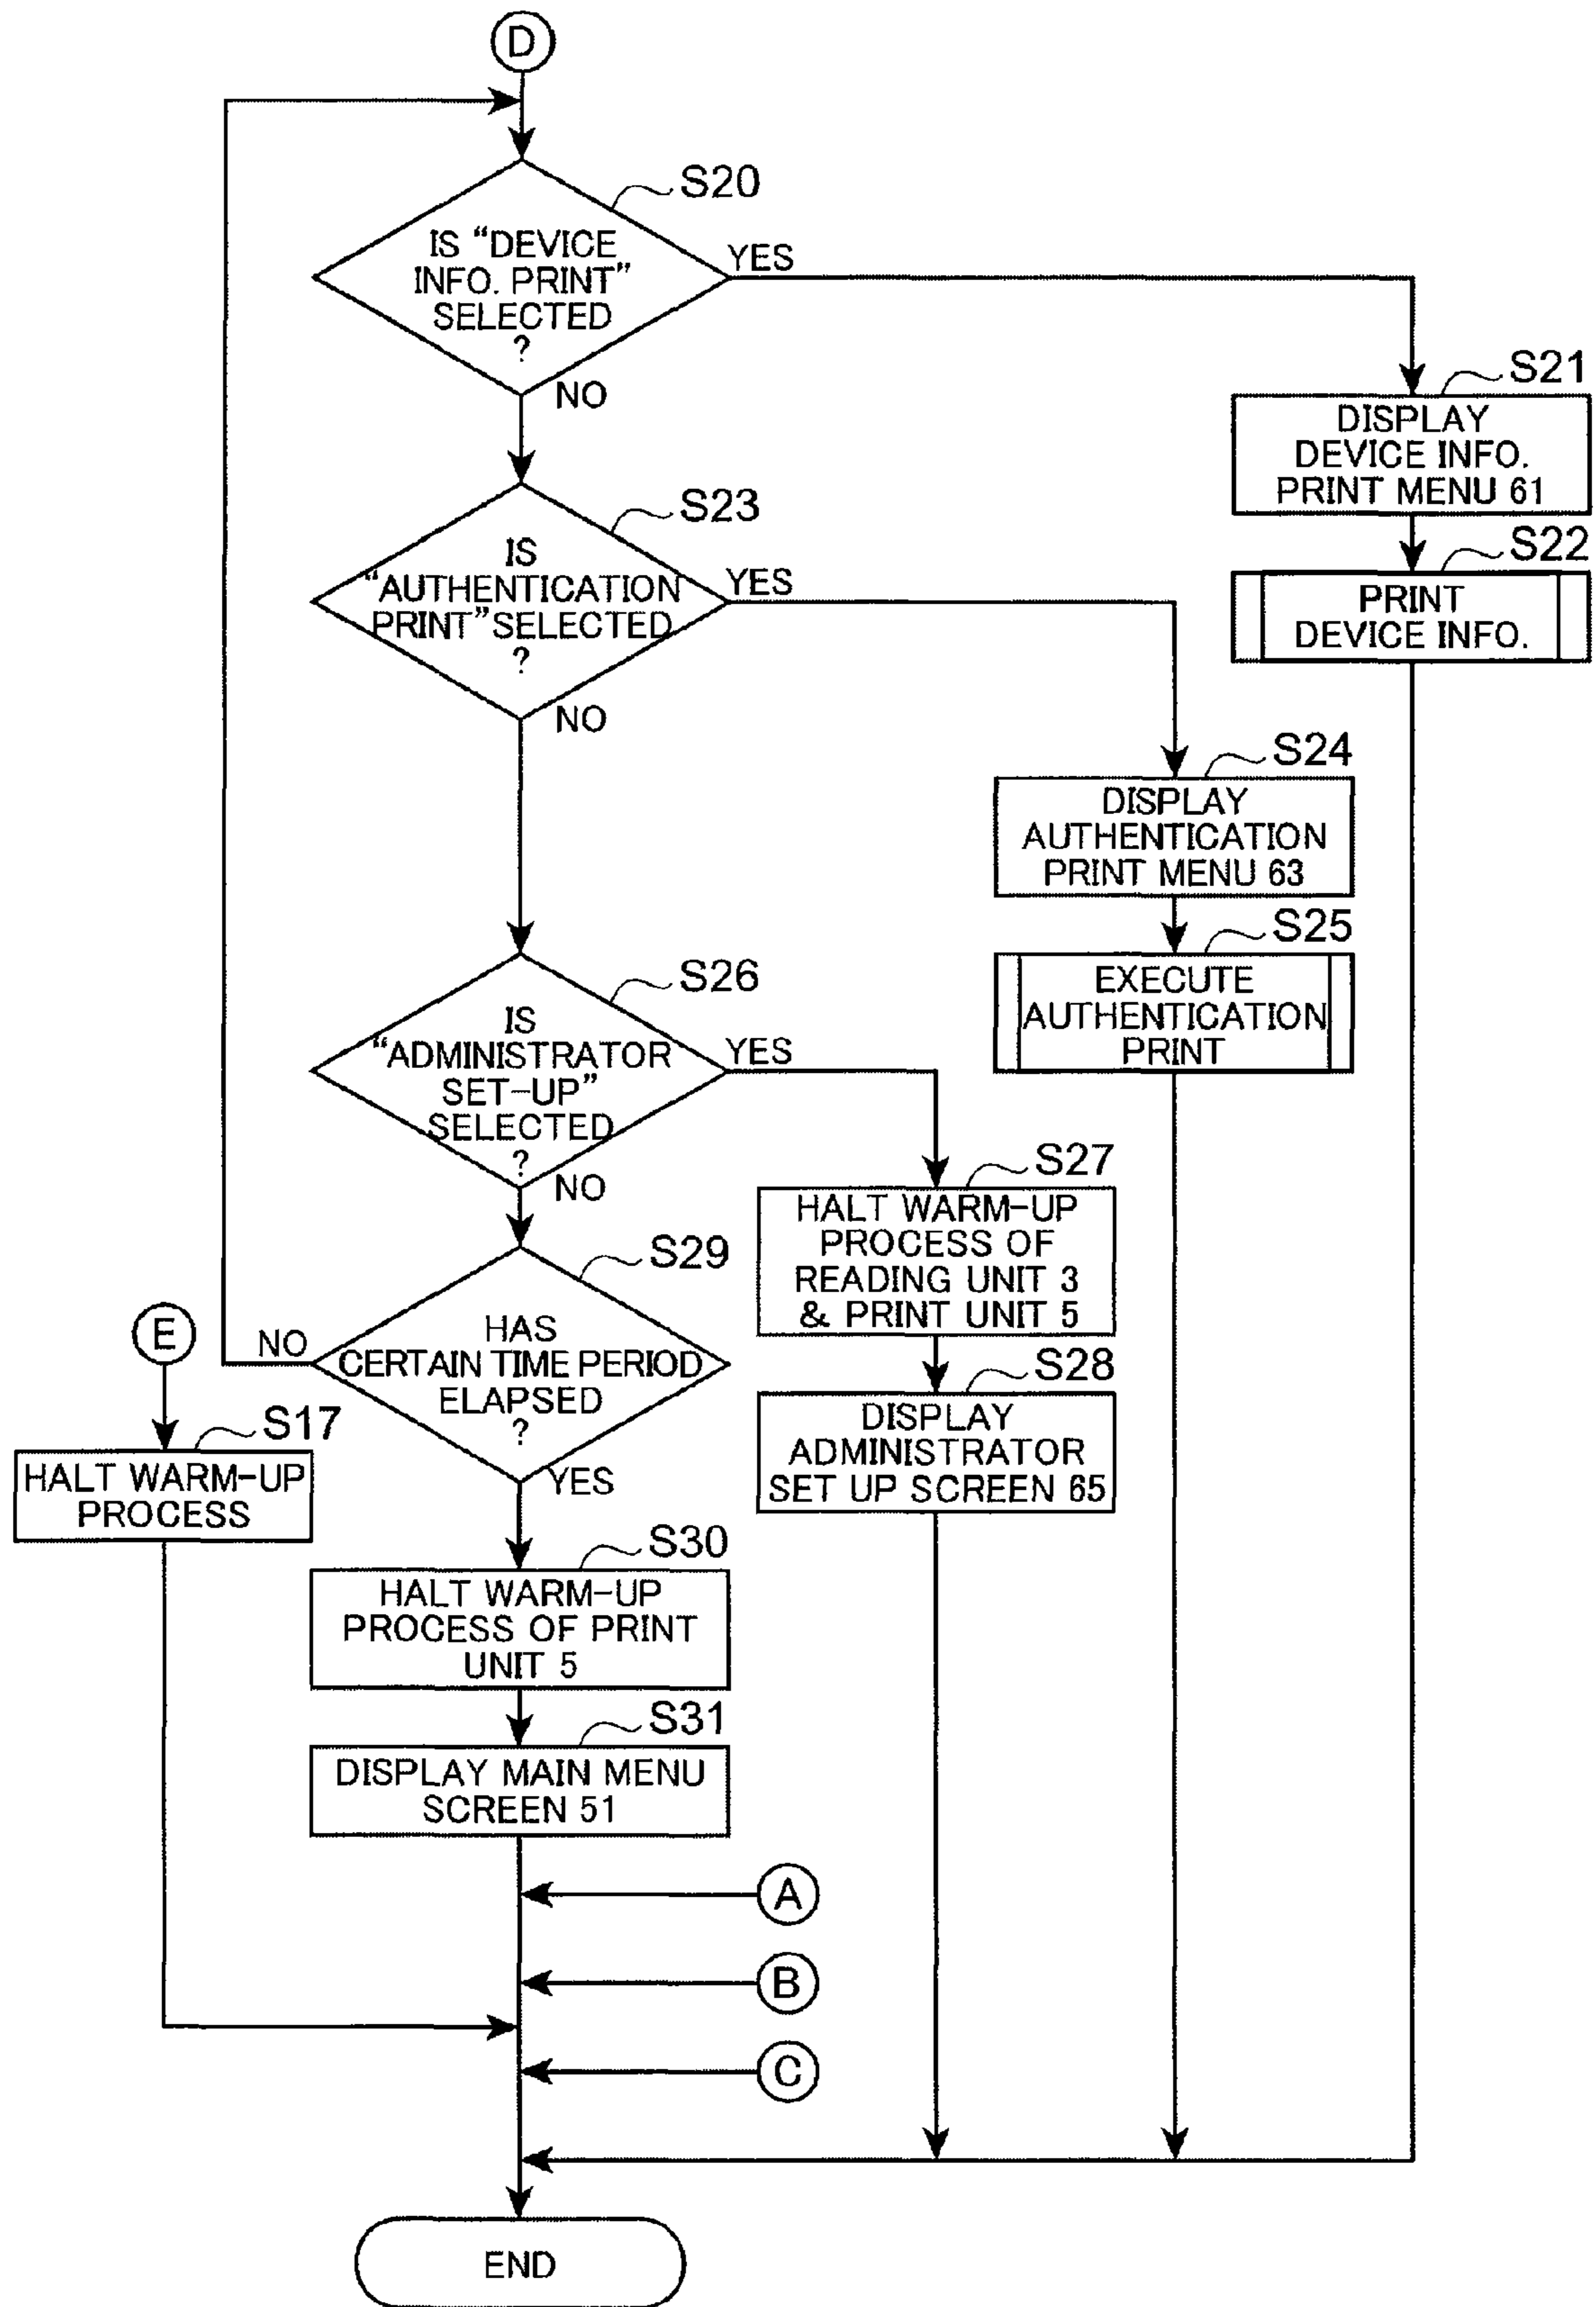 D
S20
IS “DEVICE
INFO. PRINT”
SELECTED
?
YES
NO
S21
DISPLAY
DEVICE INFO.
PRINT MENU 61
S22
PRINT
DEVICE INFO.
S23
IS
“AUTHENTICATION
PRINT” SELECTED
?
YES
NO
S24
DISPLAY
AUTHENTICATION
PRINT MENU 63
S25
EXECUTE
AUTHENTICATION
PRINT
S26
IS
“ADMINISTRATOR
SET-UP”
SELECTED
?
YES
NO
S27
HALT WARM-UP
PROCESS OF
READING UNIT 3
& PRINT UNIT 5
S28
DISPLAY
ADMINISTRATOR
SET UP SCREEN 65
S29
HAS
CERTAIN TIME PERIOD
ELAPSED
?
NO
YES
E
S17
HALT WARM-UP
PROCESS
S30
HALT WARM-UP
PROCESS OF PRINT
UNIT 5
S31
DISPLAY MAIN MENU
SCREEN 51
A
B
C
END